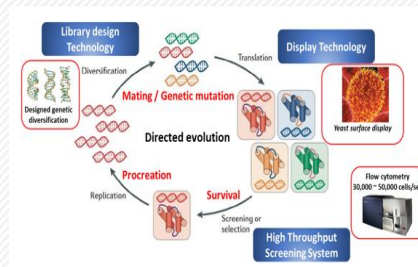 Library design
Technology
Diversification
Mating / Genetic mutation
Translation
Display Technology
Designed genetic
diversification
Yeast surface display
Directed evolution
Procreation
Replication
Survival
Screening or
selection
Flow cytometry
30,000 ~ 50,000 cells/se
High Throughput
Screening System